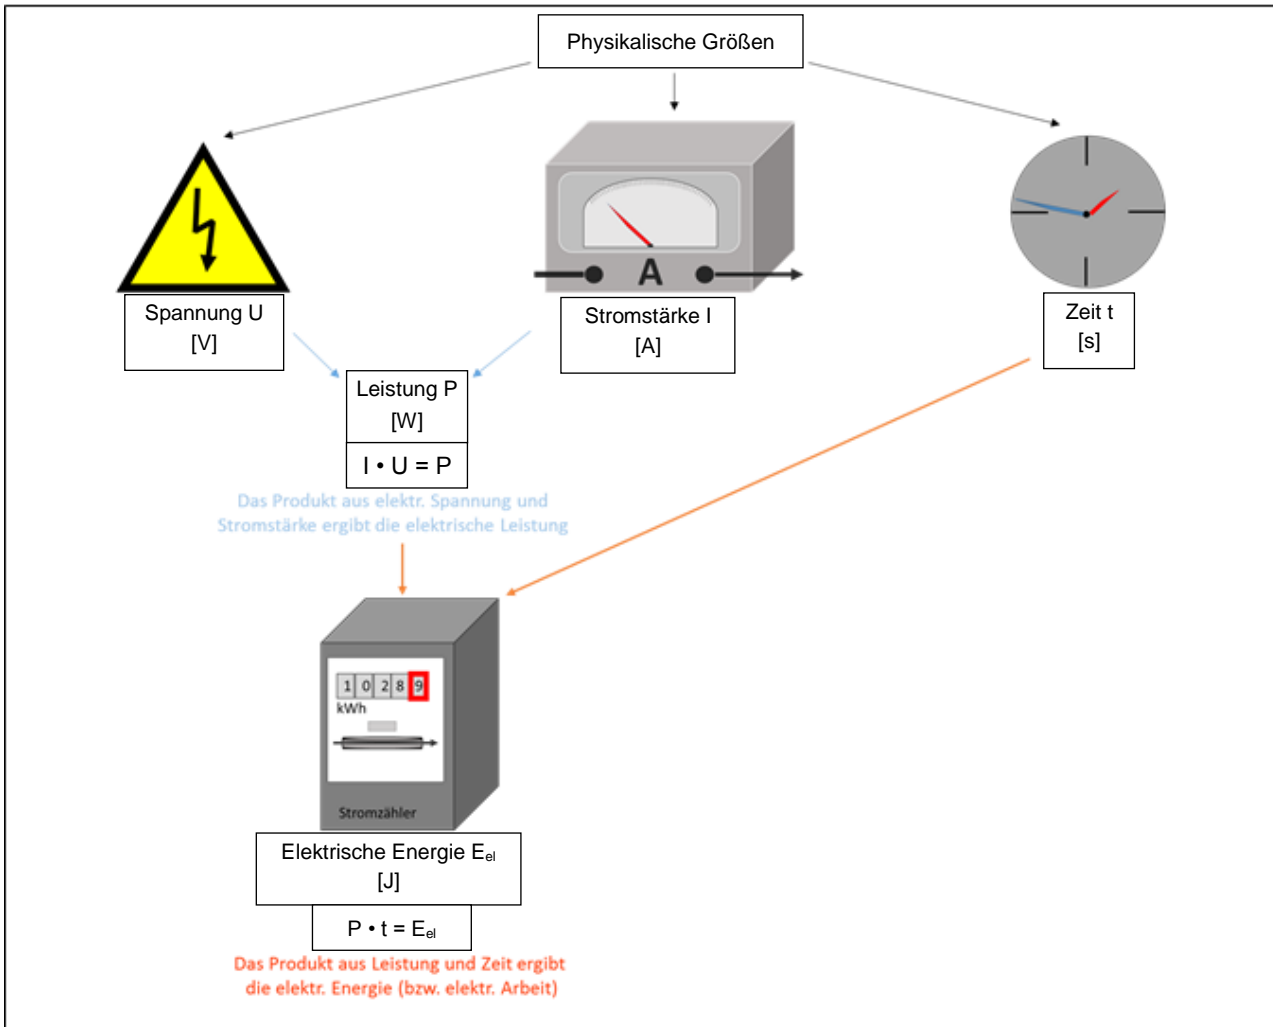 Physikalische Größen
A
Spannung U
[V]
Stromstärke I
[A]
Zeit t
[s]
Leistung P
[W]
I • U = P
Das Produkt aus elektr. Spannung und
Stromstärke ergibt die elektrische Leistung
1 0 2 8 9
kWh
Stromzähler
Elektrische Energie Eel
[J]
P • t = Eel
Das Produkt aus Leistung und Zeit ergibt
die elektr. Energie (bzw. elektr. Arbeit)